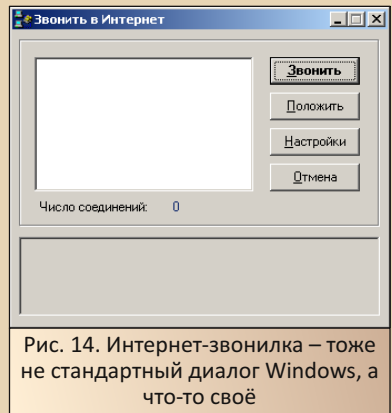 Звонить в Интернет
Звонить
Положить
Настройки
Отмена
Число соединений: 0
Рис. 14. Интернет-звонилка – тоже
не стандартный диалог Windows, а
что-то своё